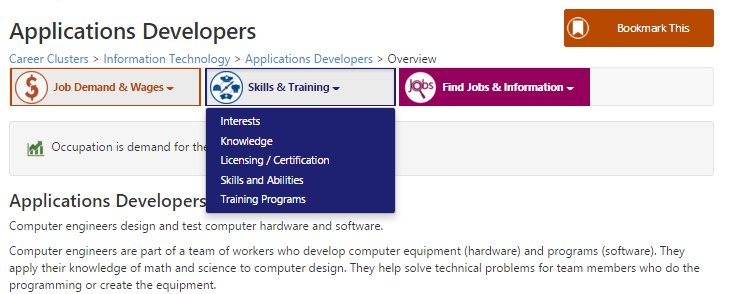 Applications Developers
Bookmark This
Career Clusters > Information Technology > Applications Developers > Overview
Job Demand & Wages
Skills & Training
Jobs
Find Jobs & Information
Interests
Knowledge
Licensing / Certification
Skills and Abilities
Training Programs
Occupation is demand for the
Applications Developers
Computer engineers design and test computer hardware and software.
Computer engineers are part of a team of workers who develop computer equipment (hardware) and programs (software). They
apply their knowledge of math and science to computer design. They help solve technical problems for team members who do the
programming or create the equipment.